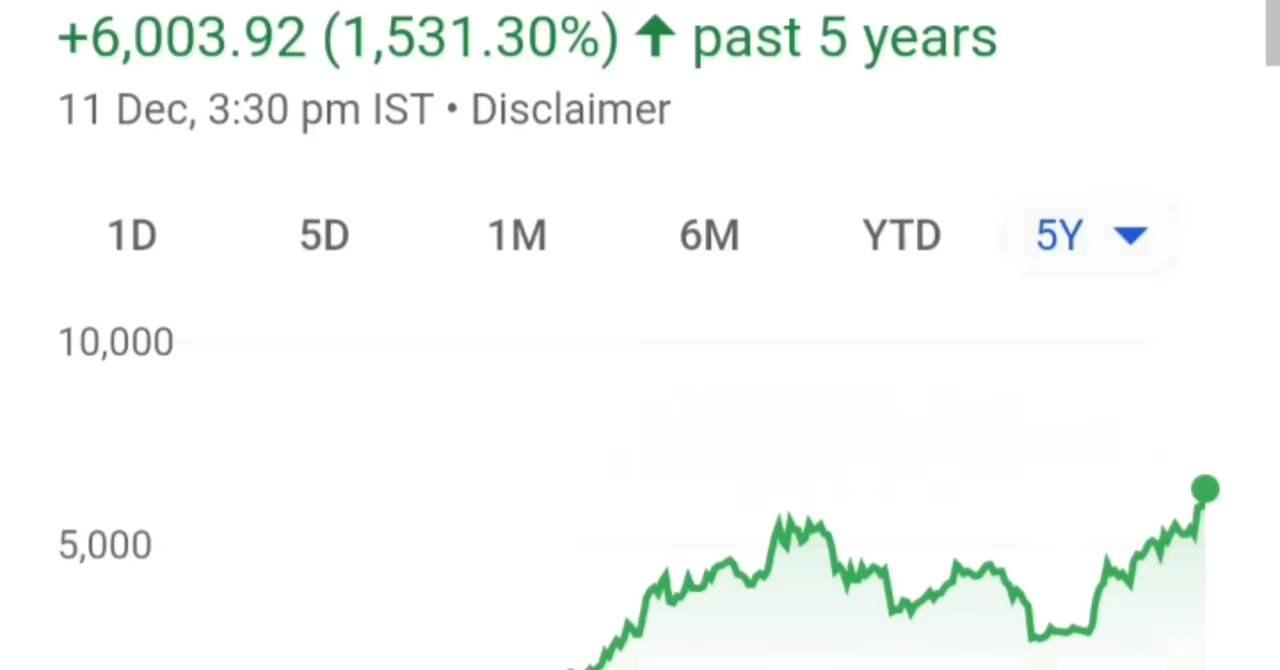 +6,003.92 (1,531.30%) ↑ past 5 years
11 Dec, 3:30 pm IST • Disclaimer
1D 5D 1M 6M YTD 5Y
10,000
5,000